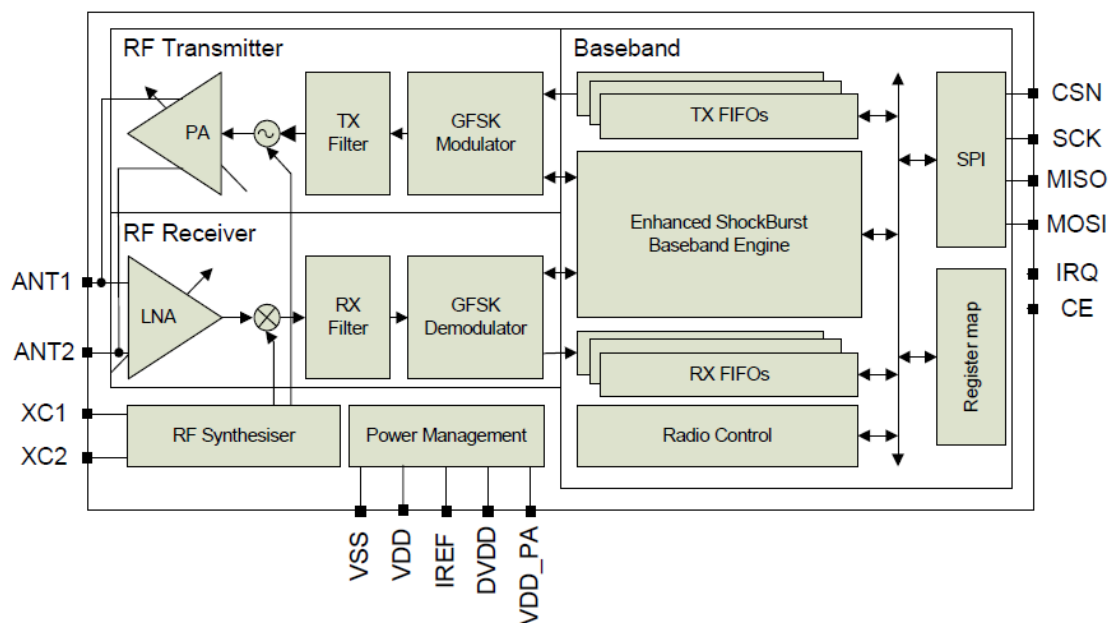 RF Transmitter
Baseband
PA
TX
Filter
GFSK
Modulator
TX FIFOs
SPI
CSN
SCK
MISO
MOSI
Enhanced ShockBurst
Baseband Engine
IRQ
CE
RF Receiver
ANT1
ANT2
LNA
RX
Filter
GFSK
Demodulator
RX FIFOs
Register map
XC1
XC2
RF Synthesiser
Power Management
Radio Control
VSS
VDD
IREF
DVDD
VDD_PA